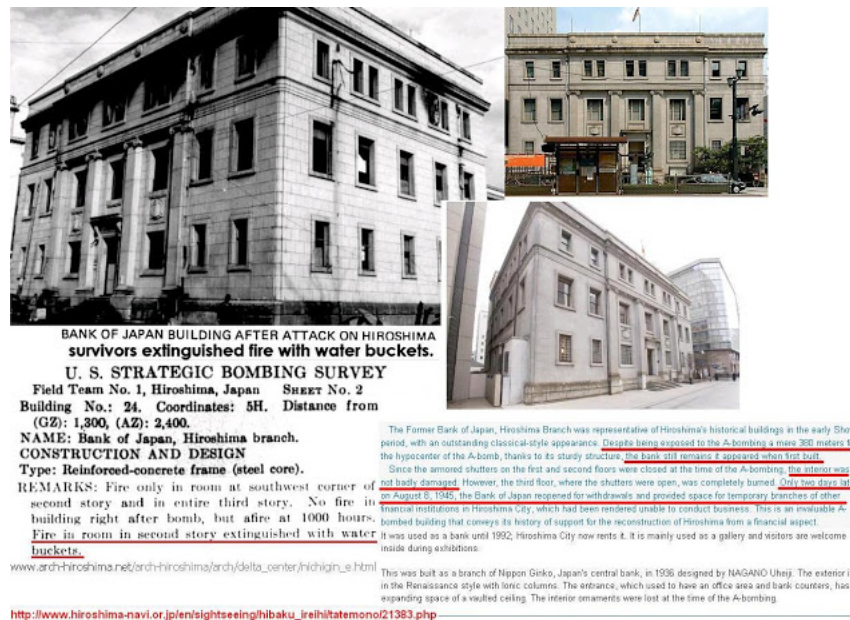 BANK OF JAPAN BUILDING AFTER ATTACK ON HIROSHIMA
survivors extinguished fire with water buckets.
U. S. STRATEGIC BOMBING SURVEY
Field Team No. 1, Hiroshima, Japan SHEET No. 2
Building No.: 24. Coordinates: 5H. Distance from
(GZ): 1,300, (AZ): 2,400.
NAME: Bank of Japan, Hiroshima branch.
CONSTRUCTION AND DESIGN
Type: Reinforced-concrete frame (steel core).
REMARKS: Fire only in room at southwest corner of
second story and in entire third story. No fire in
building right after bomb, but afire at 1000 hours.
Fire in room in second story extinguished with water
buckets.
www.arch-hiroshima.net/arch-hiroshima/arch/delta_center/nichigin_e.html
The Former Bank of Japan, Hiroshima Branch was representative of Hiroshima's historical buildings in the early Sho
period, with an outstanding classical-style appearance. Despite being exposed to the A-bombing a mere 380 meters f
the hypocenter of the A-bomb, thanks to its sturdy structure, the bank still remains it appeared when first built.
Since the armored shutters on the first and second floors were closed at the time of the A-bombing, the interior was
not badly damaged. However, the third floor, where the shutters were open, was completely burned. Only two days lat
on August 8, 1945, the Bank of Japan reopened for withdrawals and provided space for temporary branches of other
financial institutions in Hiroshima City, which had been rendered unable to conduct business. This is an invaluable A-
bombed building that conveys its history of support for the reconstruction of Hiroshima from a financial aspect.
It was used as a bank until 1992; Hiroshima City now rents it. It is mainly used as a gallery and visitors are welcome
inside during exhibitions.
This was built as a branch of Nippon Ginko, Japan's central bank, in 1936 designed by NAGANO Uheiji. The exterior i
in the Renaissance style with Ionic columns. The entrance, which used to have an office area and bank counters, has
expanding space of a vaulted ceiling. The interior ornaments were lost at the time of the A-bombing.
http://www.hiroshima-navi.or.jp/en/sightseeing/hibaku_ireihi/tatemono/21383.php